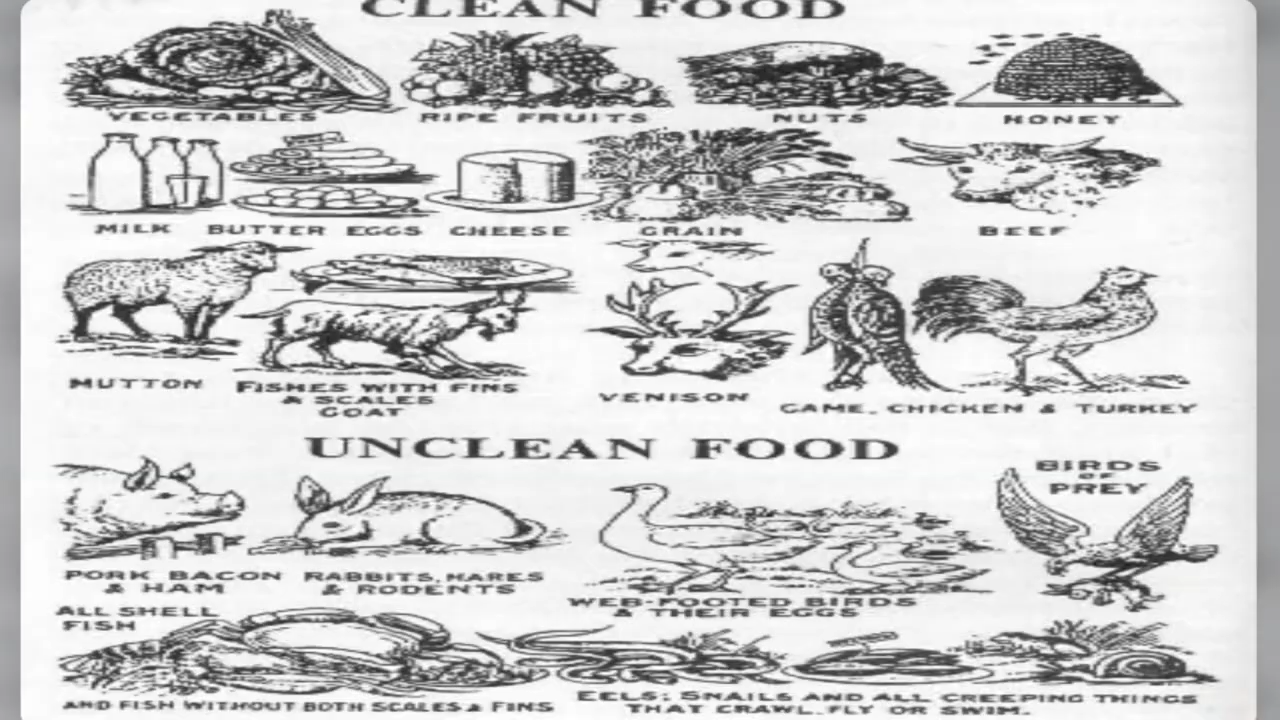 CLEAN FOOD
VEGETABLES RIPE FRUITS NUTS HONEY
MILK BUTTER EGGS CHEESE GRAIN BEEF
MUTTON FISHES WITH FINS
& SCALES
GOAT
VENISON
GAME, CHICKEN & TURKEY
UNCLEAN FOOD
BIRDS
OF
PREY
PORK BACON
& HAM
RABBITS, HARES
& RODENTS
WEB-FOOTED BIRDS
& THEIR EGGS
ALL SHELL
FISH
AND FISH WITHOUT BOTH SCALES & FINS
EELS; SNAILS AND ALL CREEPING THINGS
THAT CRAWL, FLY OR SWIM.